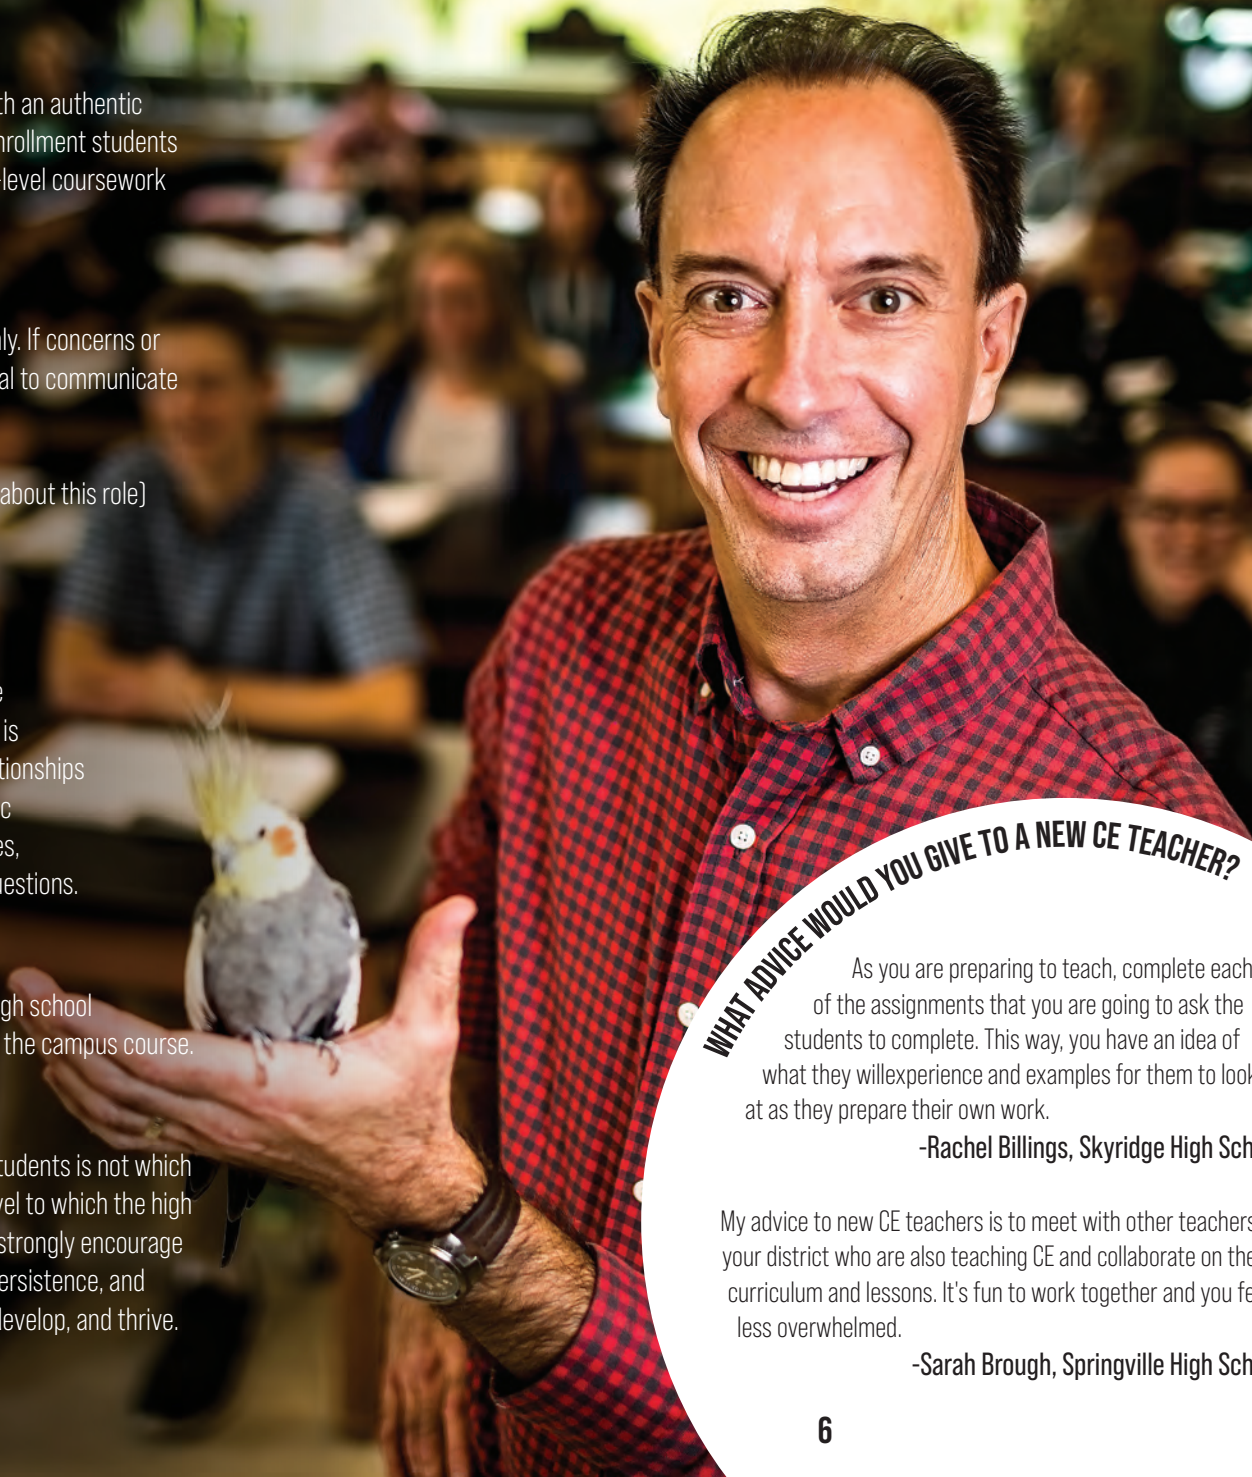 th an authentic
nrollment students
level coursework
ly. If concerns or
al to communicate
about this role)
e
is
tionships
c
es,
uestions.
gh school
the campus course.
tudents is not which
vel to which the high
strongly encourage
ersistence, and
develop, and thrive.
WHAT ADVICE WOULD YOU GIVE TO A NEW CE TEACHER?
As you are preparing to teach, complete each
of the assignments that you are going to ask the
students to complete. This way, you have an idea of
what they willexperience and examples for them to look
at as they prepare their own work.
-Rachel Billings, Skyridge High Sch
My advice to new CE teachers is to meet with other teachers
your district who are also teaching CE and collaborate on the
curriculum and lessons. It's fun to work together and you fe
less overwhelmed.
-Sarah Brough, Springville High Sch
6